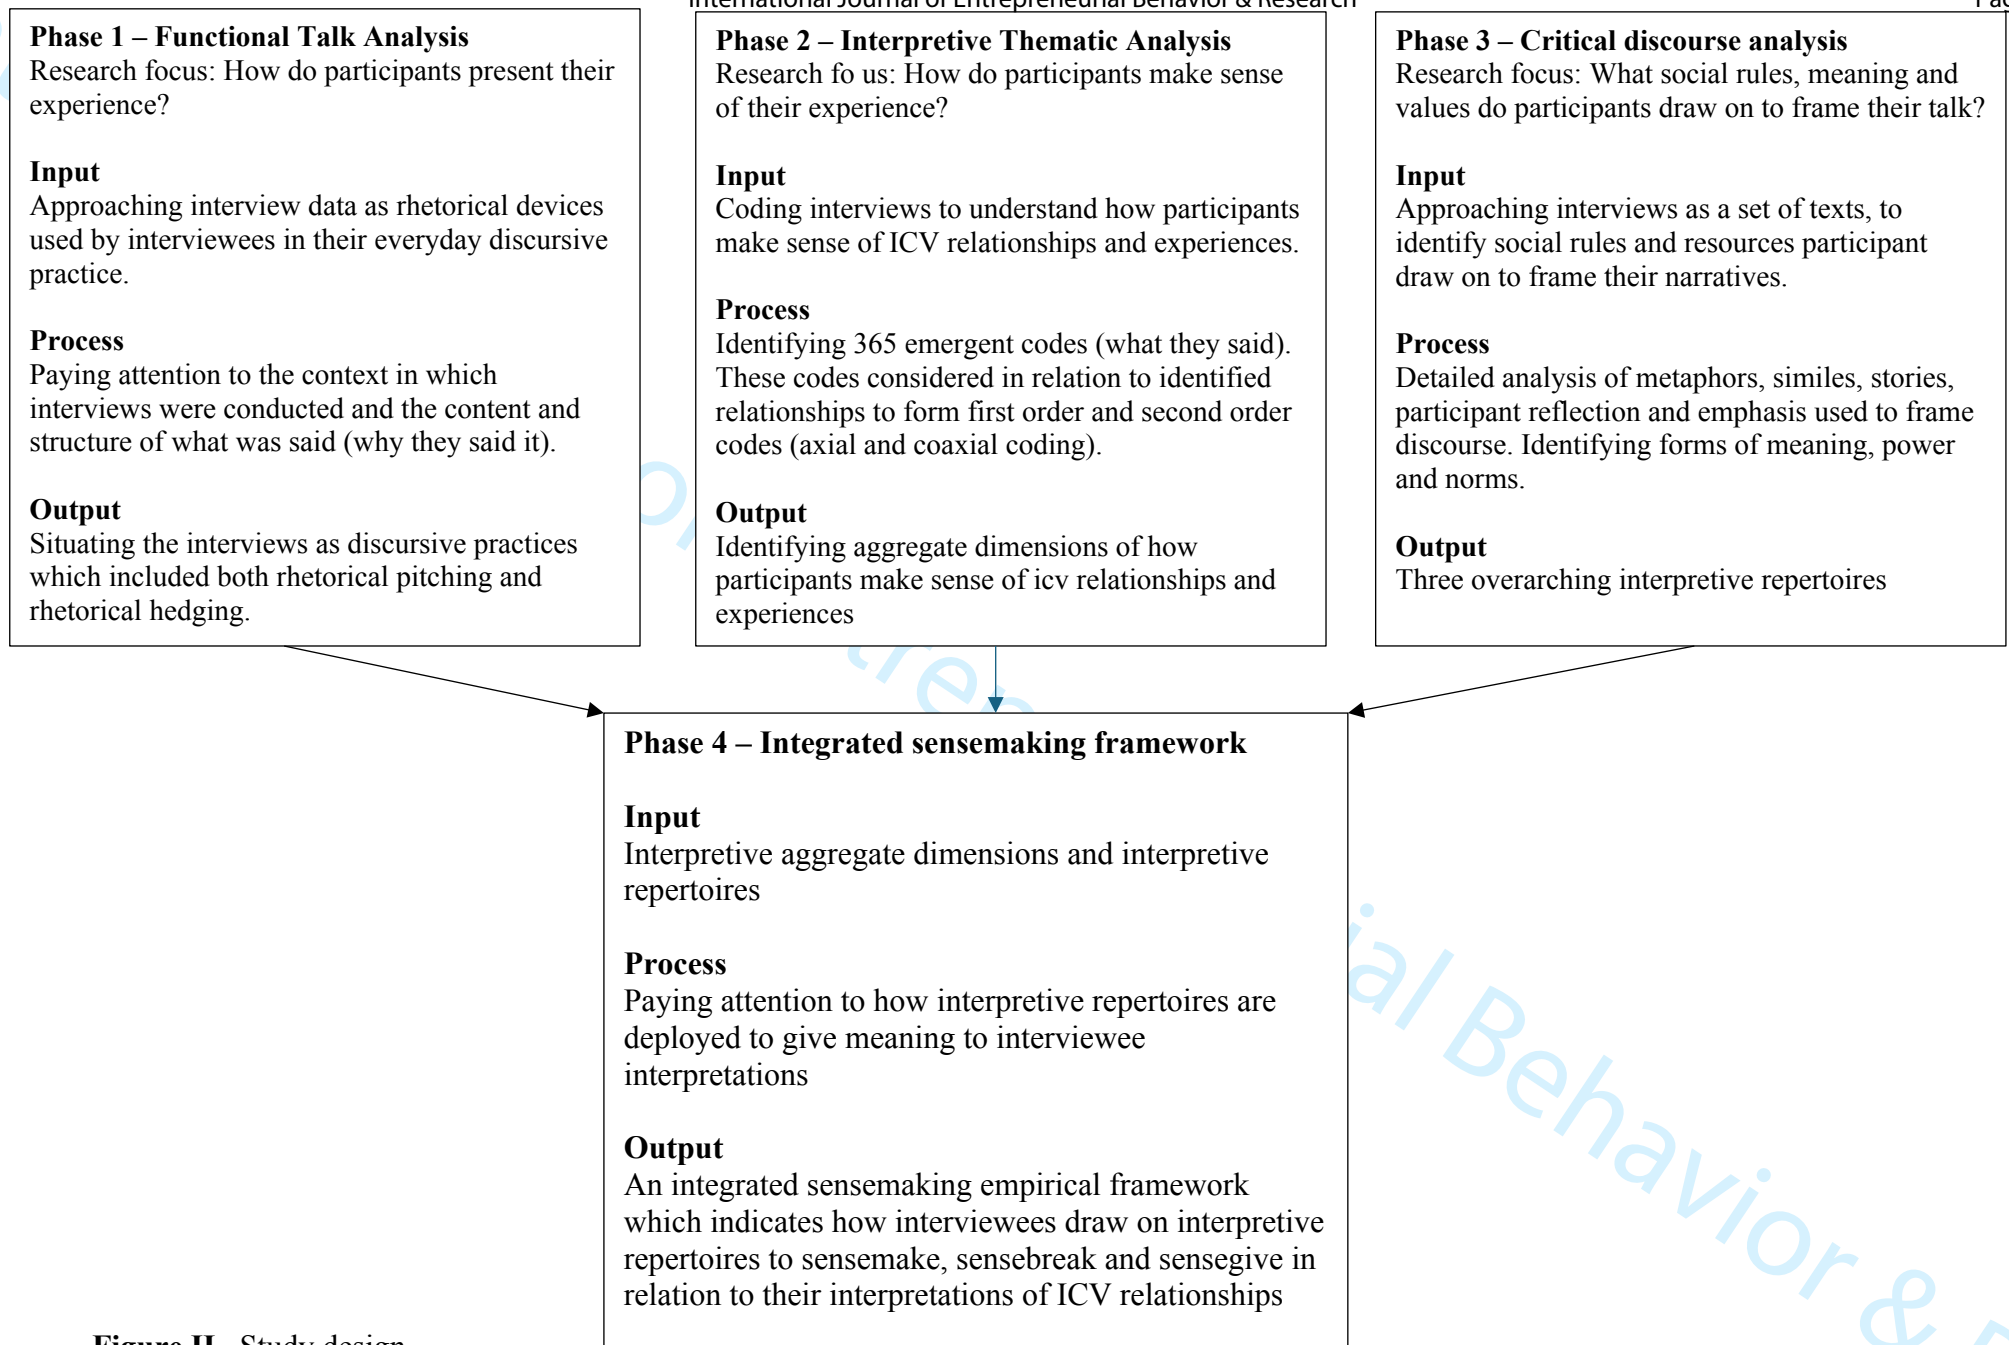 International Journal of Entrepreneurial Behavior & Research
Phase 1 – Functional Talk Analysis
Research focus: How do participants present their
experience?
Input
Approaching interview data as rhetorical devices
used by interviewees in their everyday discursive
practice.
Process
Paying attention to the context in which
interviews were conducted and the content and
structure of what was said (why they said it).
Output
Situating the interviews as discursive practices
which included both rhetorical pitching and
rhetorical hedging.
Phase 2 – Interpretive Thematic Analysis
Research fo us: How do participants make sense
of their experience?
Input
Coding interviews to understand how participants
make sense of ICV relationships and experiences.
Process
Identifying 365 emergent codes (what they said).
These codes considered in relation to identified
relationships to form first order and second order
codes (axial and coaxial coding).
Output
Identifying aggregate dimensions of how
participants make sense of icv relationships and
experiences
Phase 3 – Critical discourse analysis
Research focus: What social rules, meaning and
values do participants draw on to frame their talk?
Input
Approaching interviews as a set of texts, to
identify social rules and resources participant
draw on to frame their narratives.
Process
Detailed analysis of metaphors, similes, stories,
participant reflection and emphasis used to frame
discourse. Identifying forms of meaning, power
and norms.
Output
Three overarching interpretive repertoires
Phase 4 – Integrated sensemaking framework
Input
Interpretive aggregate dimensions and interpretive
repertoires
Process
Paying attention to how interpretive repertoires are
deployed to give meaning to interviewee
interpretations
Output
An integrated sensemaking empirical framework
which indicates how interviewees draw on interpretive
repertoires to sensemake, sensebreak and sensegive in
relation to their interpretations of ICV relationships
Figure II - Study design
ial Behavior &